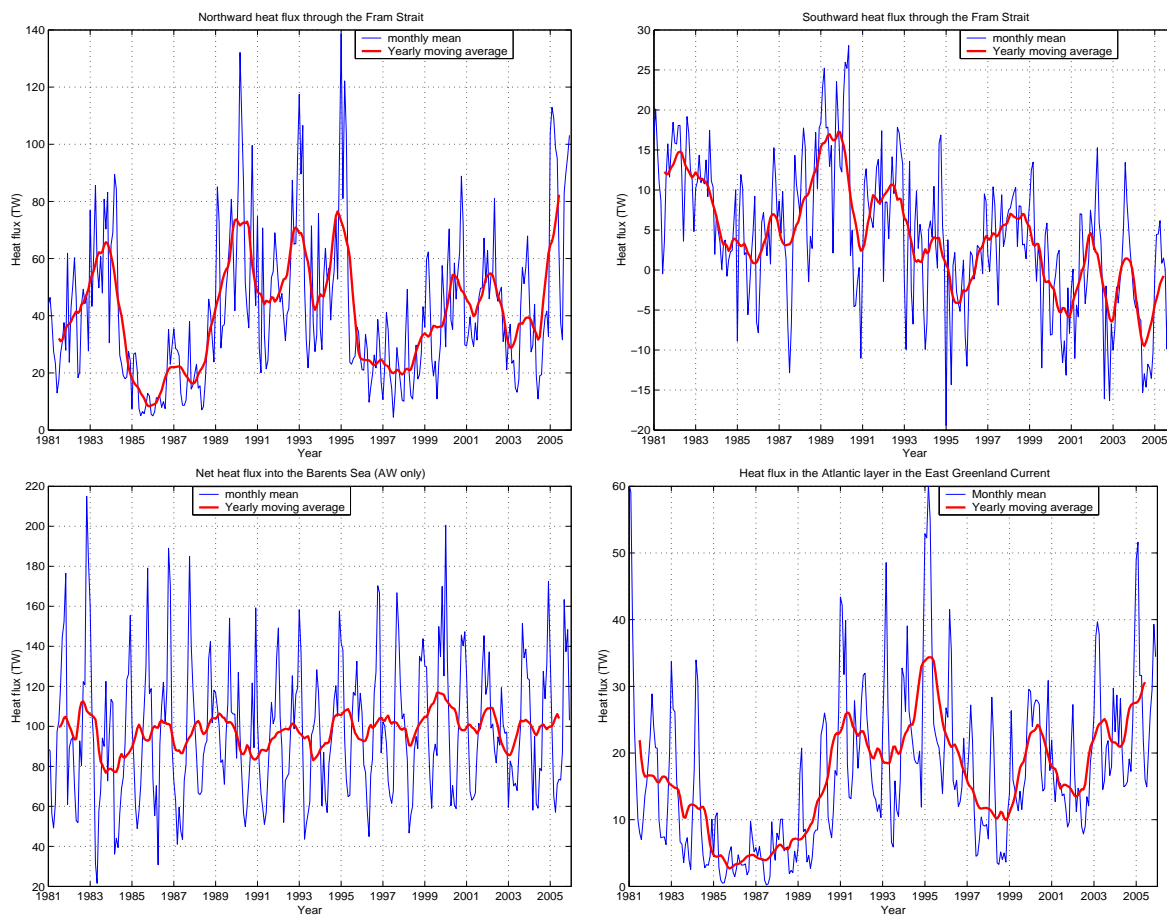 Northward heat flux through the Fram Strait
monthly mean
Yearly moving average
Heat flux (TW)
140
120
100
80
60
40
20
0
1981 1983 1985 1987 1989 1991 1993 1995 1997 1999 2001 2003 2005
Year
Southward heat flux through the Fram Strait
monthly mean
Yearly moving average
Heat flux (TW)
30
25
20
15
10
5
0
−5
−10
−15
−20
1981 1983 1985 1987 1989 1991 1993 1995 1997 1999 2001 2003 2005
Year
Net heat flux into the Barents Sea (AW only)
monthly mean
Yearly moving average
Heat flux (TW)
220
200
180
160
140
120
100
80
60
40
20
1981 1983 1985 1987 1989 1991 1993 1995 1997 1999 2001 2003 2005
Year
Heat flux in the Atlantic layer in the East Greenland Current
Monthly mean
Yearly moving average
Heat flux (TW)
60
50
40
30
20
10
0
1981 1983 1985 1987 1989 1991 1993 1995 1997 1999 2001 2003 2005
Year